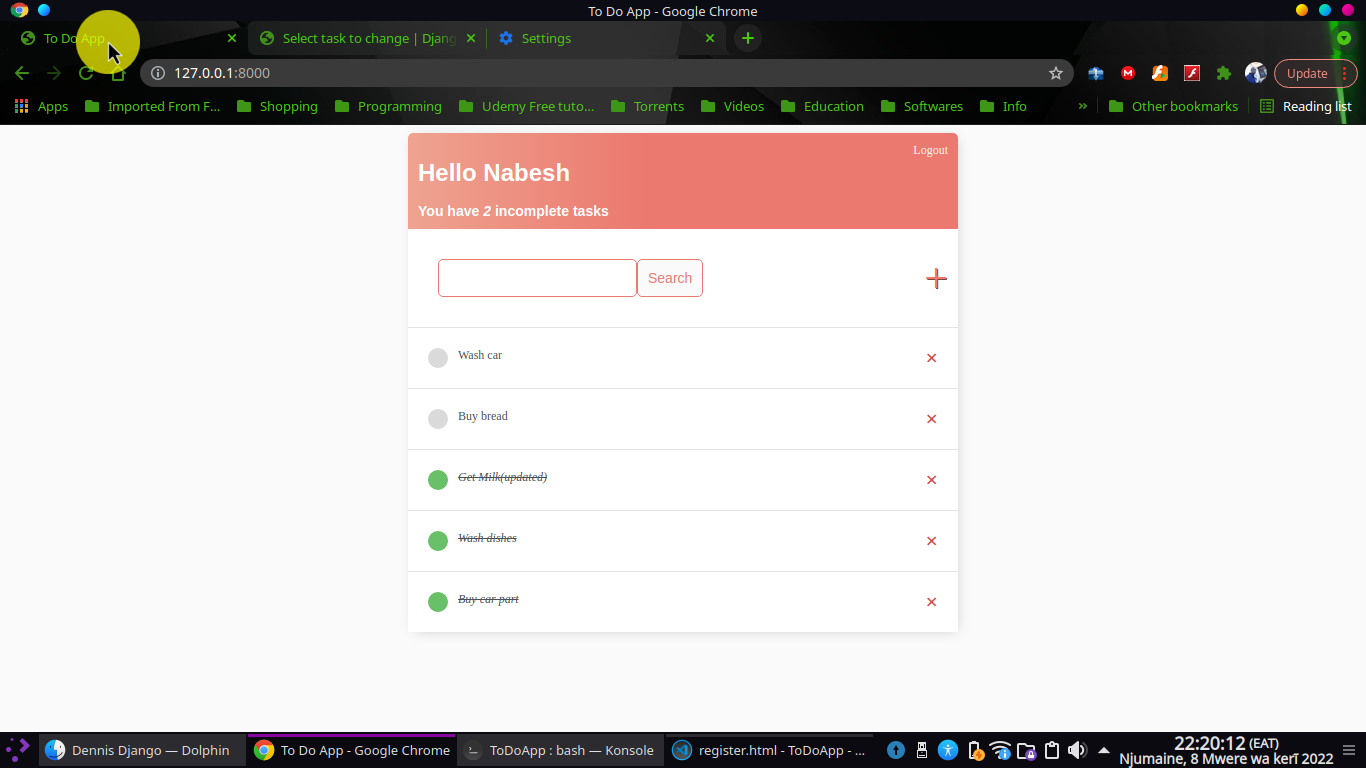 To Do App - Google Chrome
To Do App
Select task to change | Djang
Settings
127.0.0.1:8000
Update
Apps
Imported From F...
Shopping
Programming
Udemy Free tuto...
Torrents
Videos
Education
Softwares
Info
»
Other bookmarks
Reading list
Logout
Hello Nabesh
You have 2 incomplete tasks
Search
Wash car
Buy bread
Get Milk(updated)
Wash dishes
Buy car part
Dennis Django — Dolphin
To Do App - Google Chrome
ToDoApp : bash — Konsole
register.html - ToDoApp - ...
22:20:12 (EAT)
Njumaine, 8 Mwere wa kerĩ 2022